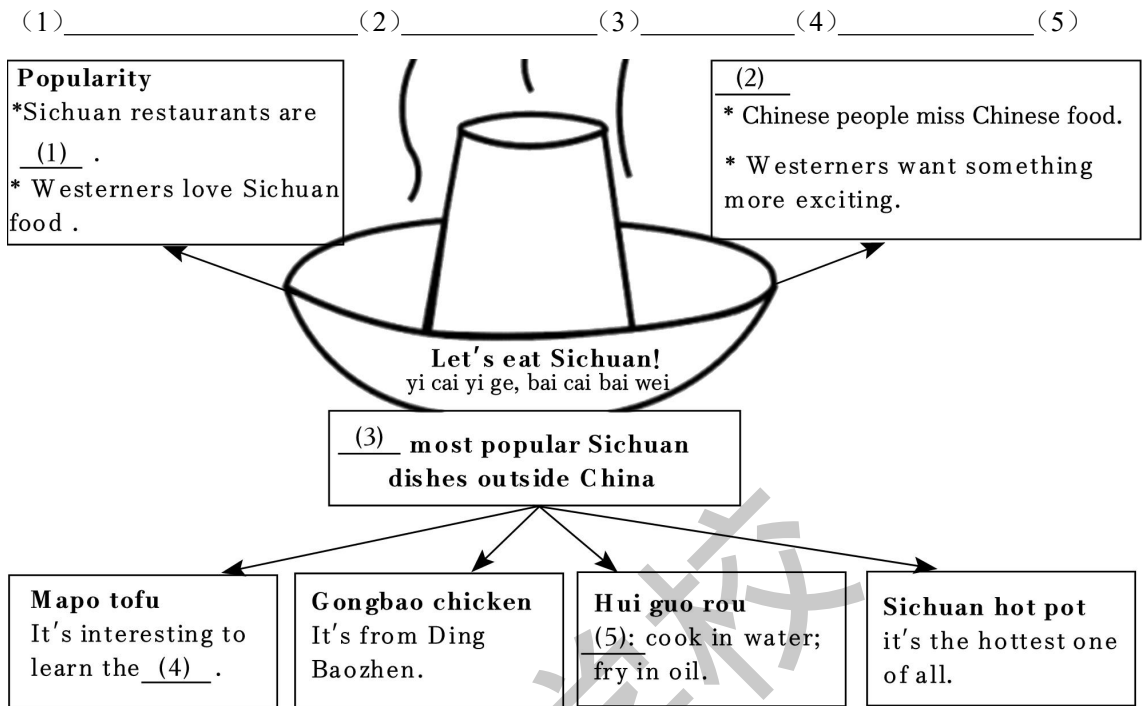 （1）（2）（3）（4）（5）
Popularity
*Sichuan restaurants are
(1) .
* Westerners love Sichuan
food .
(2)
* Chinese people miss Chinese food.
* Westerners want something
more exciting.
Let's eat Sichuan!
yi cai yi ge, bai cai bai wei
(3) most popular Sichuan
dishes outside China
Mapo tofu
It's interesting to
learn the (4) .
Gongbao chicken
It's from Ding
Baozhen.
Hui guo rou
(5): cook in water;
fry in oil.
Sichuan hot pot
it's the hottest one
of all.